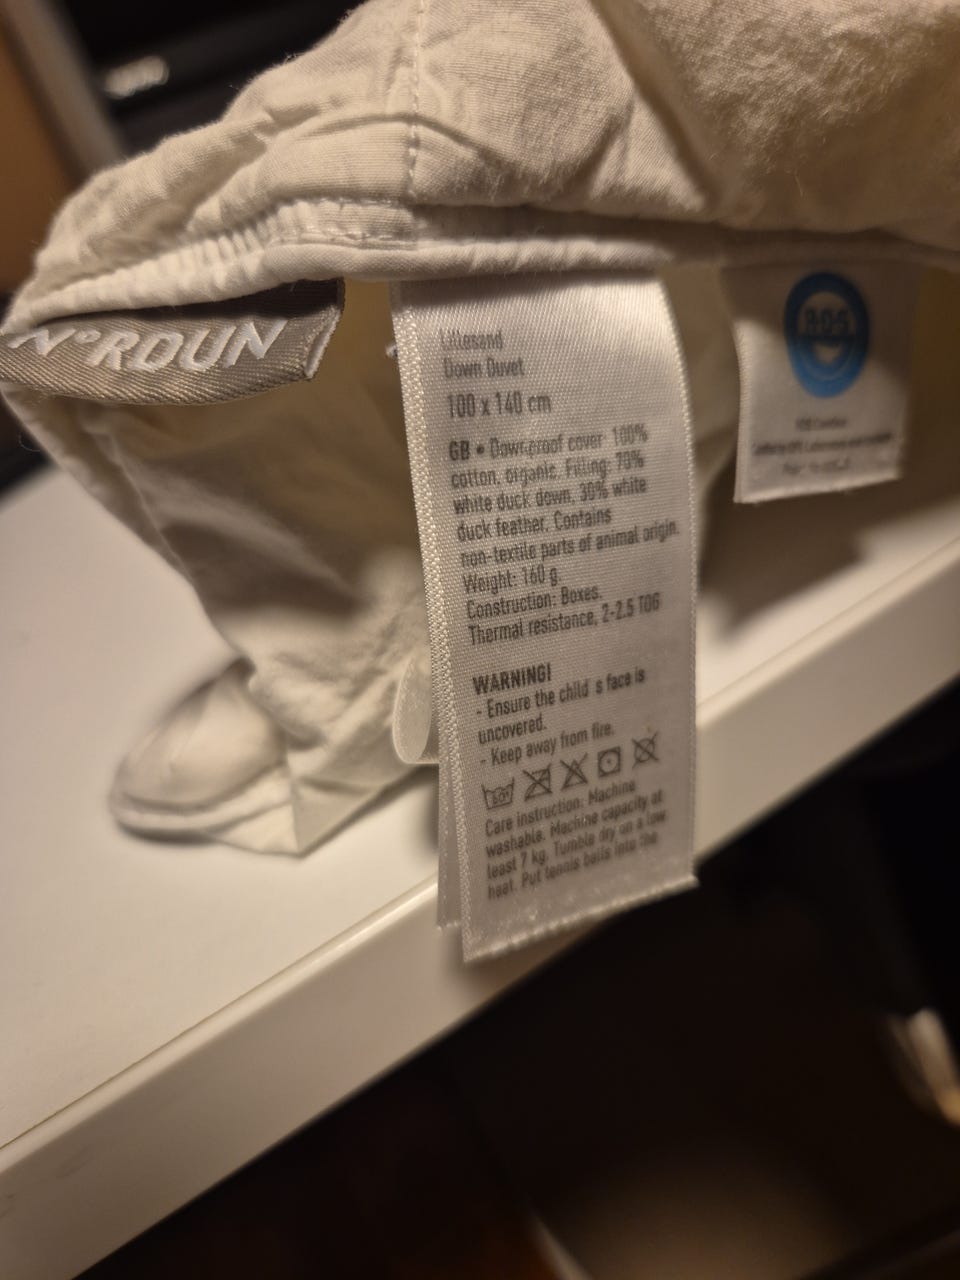 N°RDUN
Lillesand
Down Duvet
100 x 140 cm
GB • Downproof cover: 100%
cotton, organic. Filling: 70%
white duck down, 30% white
duck feather. Contains
non-textile parts of animal origin.
Weight: 160 g.
Construction: Boxes.
Thermal resistance, 2-2.5 TOG
WARNING!
- Ensure the child s face is
uncovered.
- Keep away from fire.
60°
Care instruction: Machine
washable. Machine capacity at
least 7 kg. Tumble dry on a low
heat. Put tennis balls into the
RDS